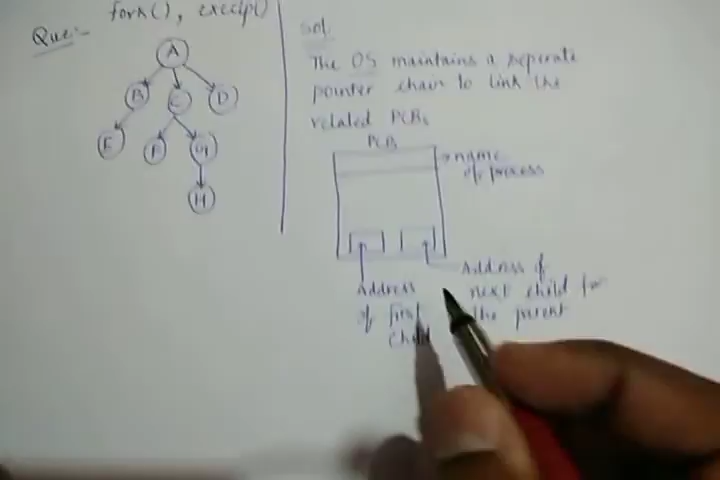 fork(), execlp()
Que:-
A
B C D
E F G
H
Sol.
The OS maintains a seperate
pointer chain to link the
related PCBs
PCB
name
of process
Address
of first
child
Address of
next child for
the parent